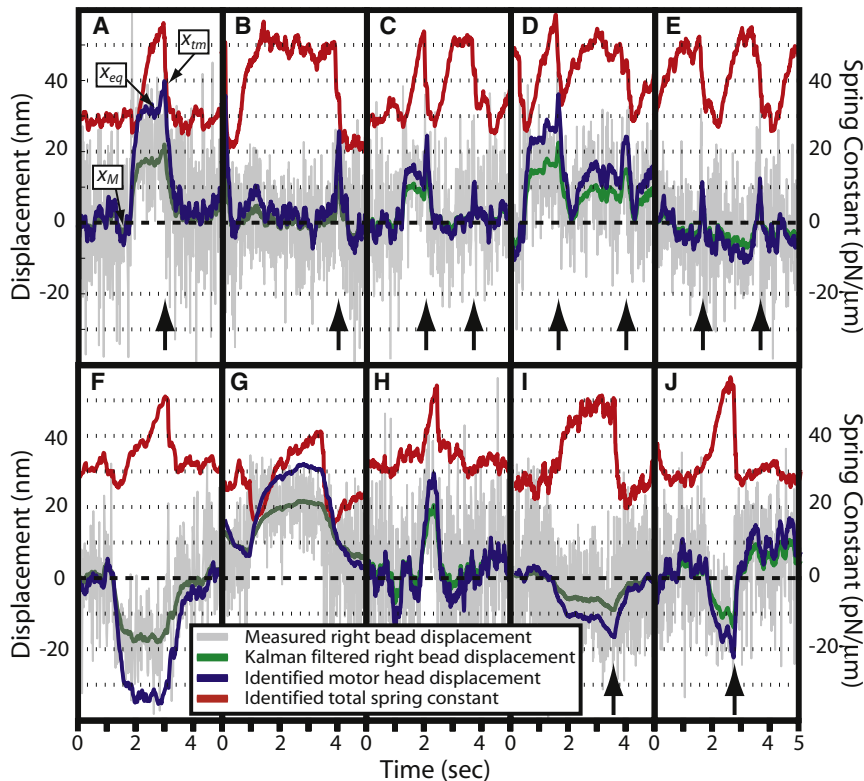 A
B
C
D
E
x_tm
x_eq
x_M
Displacement (nm)
40
20
0
-20
40
20
0
-20
Spring Constant (pN/μm)
F
G
H
I
J
Displacement (nm)
40
20
0
-20
40
20
0
-20
Spring Constant (pN/μm)
Measured right bead displacement
Kalman filtered right bead displacement
Identified motor head displacement
Identified total spring constant
0 2 4 0 2 4 0 2 4 0 2 4 0 2 4 5
Time (sec)